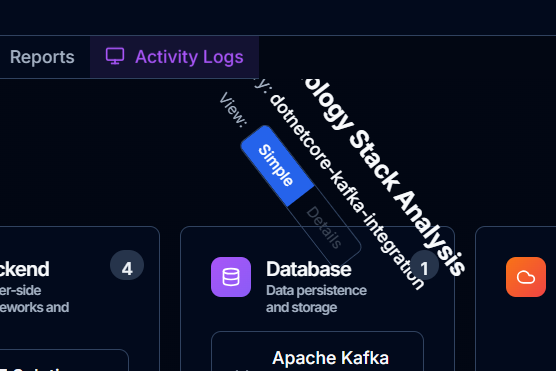 Reports
Activity Logs
ology Stack Analysis
y: dotnetcore-kafka-integration
View:
Simple
Details
ckend
4
er-side
eworks and
Database
1
Data persistence
and storage
Apache Kafka